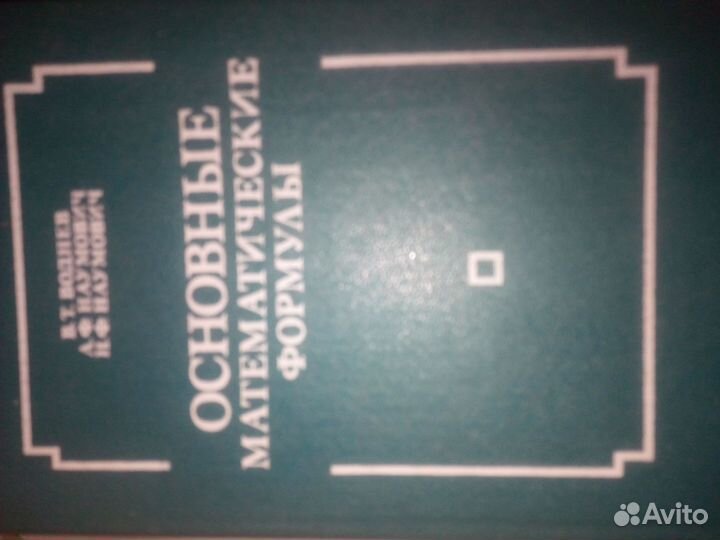 В. Т. ВОДНЕВ
А. Ф. НАУМОВИЧ
Н. Ф. НАУМОВИЧ
ОСНОВНЫЕ
МАТЕМАТИЧЕСКИЕ
ФОРМУЛЫ
Avito